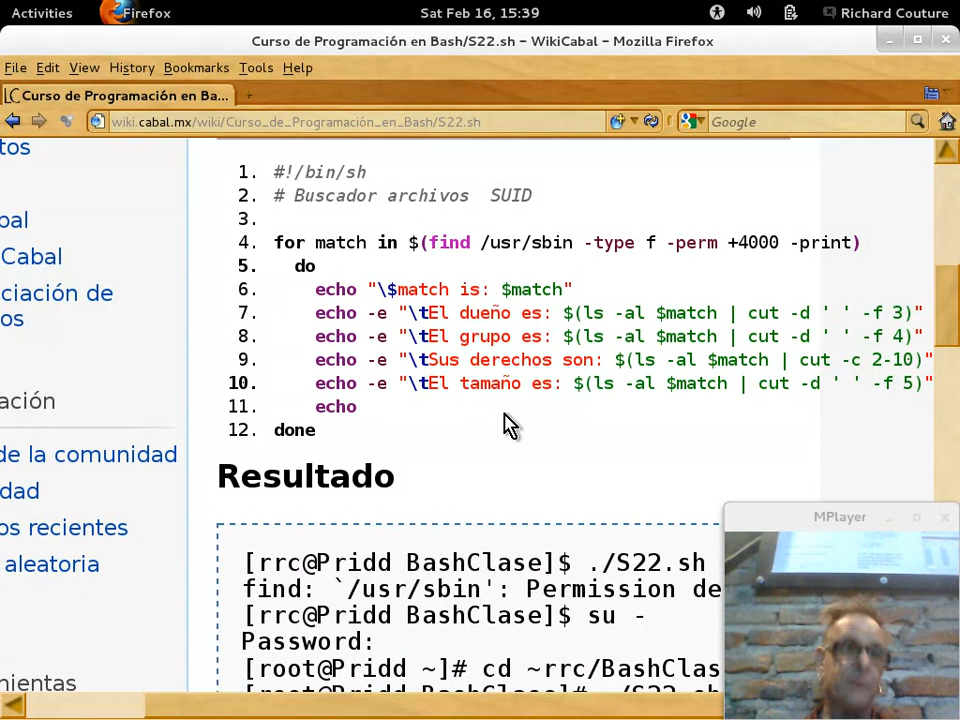 Activities Firefox Sat Feb 16, 15:39 Richard Couture
Curso de Programación en Bash/S22.sh – WikiCabal – Mozilla Firefox
File Edit View History Bookmarks Tools Help
Curso de Programación en Ba...
wiki.cabal.mx/wiki/Curso_de_Programación_en_Bash/S22.sh Google
tos
bal
Cabal
ciación de
os
ación
de la comunidad
dad
os recientes
aleatoria
mientas
1. #!/bin/sh
2. # Buscador archivos SUID
3.
4. for match in $(find /usr/sbin -type f -perm +4000 -print)
5. do
6. echo "\$match is: $match"
7. echo -e "\tEl dueño es: $(ls -al $match | cut -d ' ' -f 3)"
8. echo -e "\tEl grupo es: $(ls -al $match | cut -d ' ' -f 4)"
9. echo -e "\tSus derechos son: $(ls -al $match | cut -c 2-10)"
10. echo -e "\tEl tamaño es: $(ls -al $match | cut -d ' ' -f 5)"
11. echo
12. done
Resultado
[rrc@Pridd BashClase]$ ./S22.sh
find: `/usr/sbin': Permission de
[rrc@Pridd BashClase]$ su -
Password:
[root@Pridd ~]# cd ~rrc/BashClas
[root@Pridd BashClase]# ./S22.sh
MPlayer